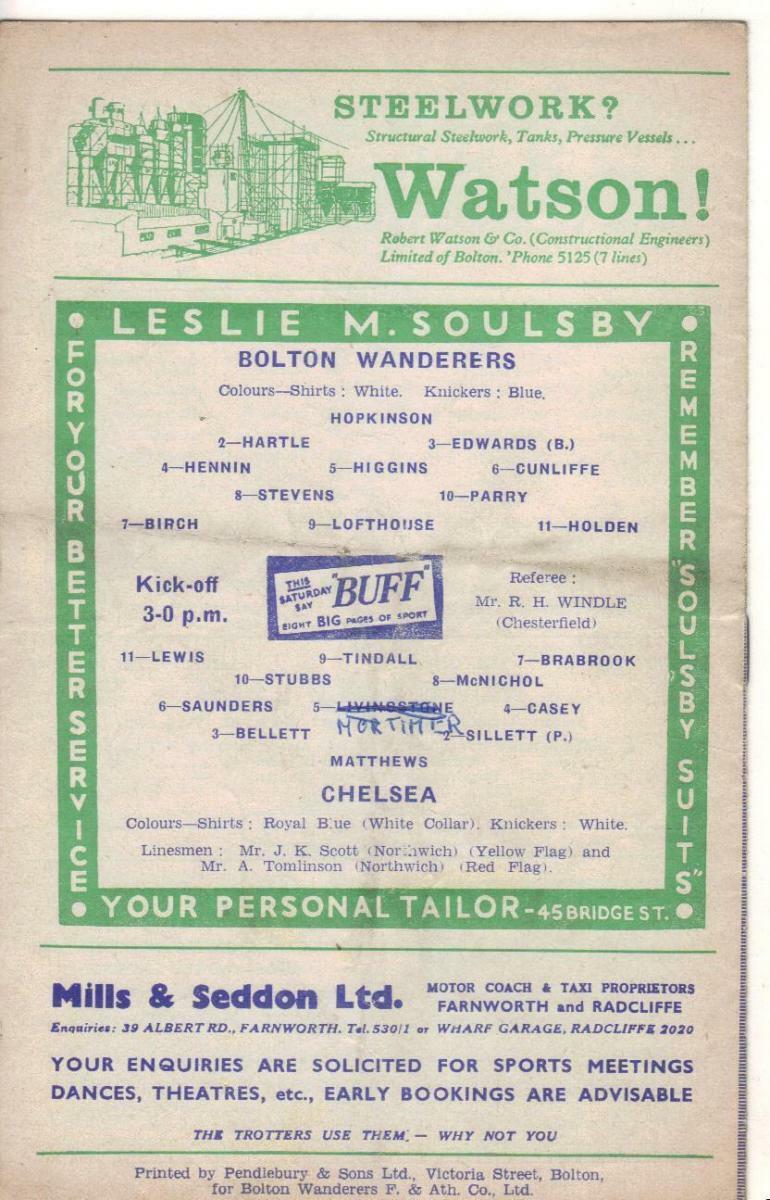 STEELWORK?
Structural Steelwork, Tanks, Pressure Vessels...
Watson!
Robert Watson & Co. (Constructional Engineers)
Limited of Bolton. 'Phone 5125 (7 lines)
LESLIE M. SOULSBY
FOR YOUR BETTER SERVICE
REMEMBER "SOULSBY SUITS"
BOLTON WANDERERS
Colours—Shirts : White. Knickers : Blue.
HOPKINSON
2—HARTLE 3—EDWARDS (B.)
4—HENNIN 5—HIGGINS 6—CUNLIFFE
8—STEVENS 10—PARRY
7—BIRCH 9—LOFTHOUSE 11—HOLDEN
Kick-off
3-0 p.m.
THIS
SATURDAY
SAY
"BUFF"
EIGHT BIG PAGES OF SPORT
Referee :
Mr. R. H. WINDLE
(Chesterfield)
11—LEWIS 9—TINDALL 7—BRABROOK
10—STUBBS 8—McNICHOL
6—SAUNDERS 5—LIVINGSTONE 4—CASEY
MORTIMER
3—BELLETT 2—SILLETT (P.)
MATTHEWS
CHELSEA
Colours—Shirts : Royal Blue (White Collar). Knickers : White.
Linesmen : Mr. J. K. Scott (Northwich) (Yellow Flag) and
Mr. A. Tomlinson (Northwich) (Red Flag).
YOUR PERSONAL TAILOR - 45 BRIDGE ST.
Mills & Seddon Ltd.
MOTOR COACH & TAXI PROPRIETORS
FARNWORTH and RADCLIFFE
Enquiries: 39 ALBERT RD., FARNWORTH. Tel. 530/1 or WHARF GARAGE, RADCLIFFE 2020
YOUR ENQUIRIES ARE SOLICITED FOR SPORTS MEETINGS
DANCES, THEATRES, etc., EARLY BOOKINGS ARE ADVISABLE
THE TROTTERS USE THEM. — WHY NOT YOU
Printed by Pendlebury & Sons Ltd., Victoria Street, Bolton,
for Bolton Wanderers F. & Ath. Co., Ltd.